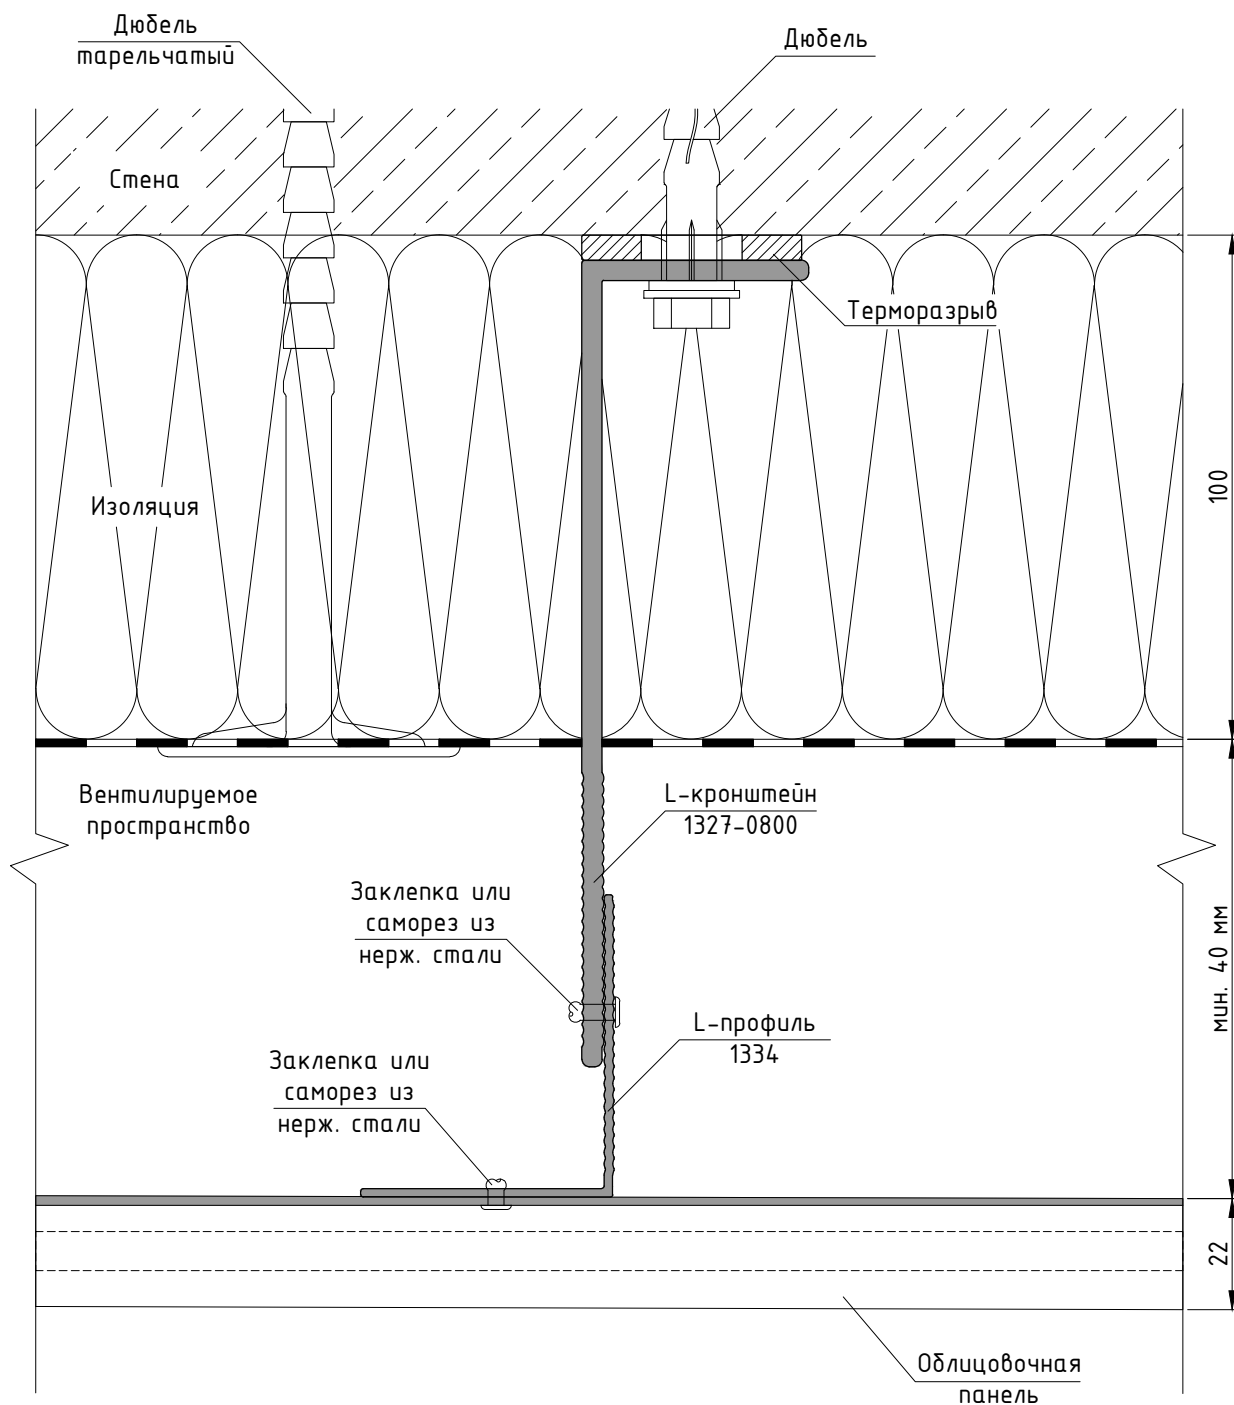 Дюбель
тарельчатый
Дюбель
Стена
Терморазрыв
100
Изоляция
Вентилируемое
пространство
L-кронштейн
1327-0800
Заклепка или
саморез из
нерж. стали
мин. 40 мм
L-профиль
1334
Заклепка или
саморез из
нерж. стали
22
Облицовочная
панель